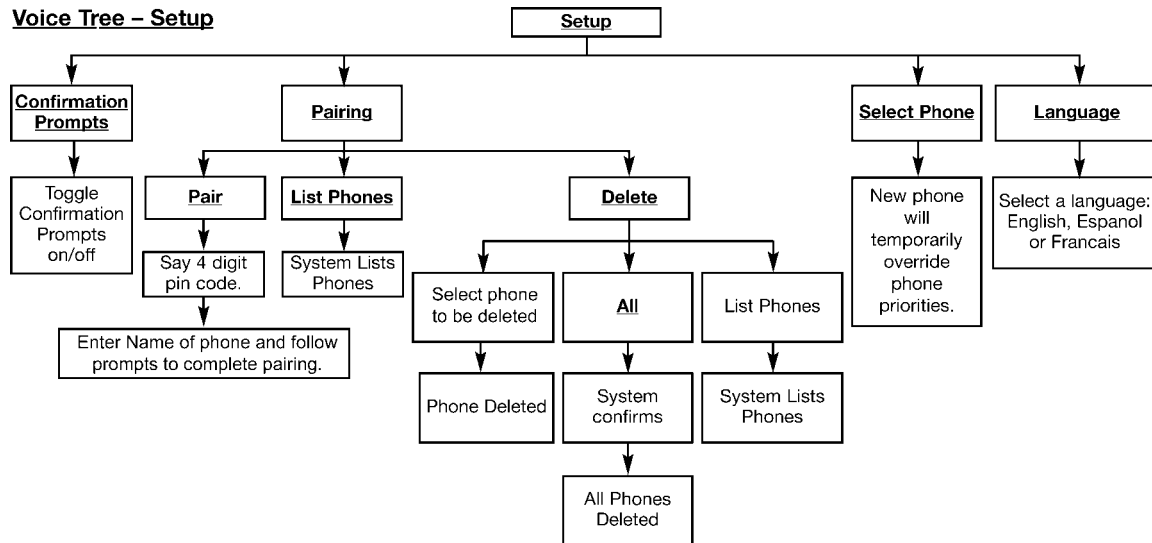 Voice Tree – Setup
Setup
Confirmation
Prompts
Pairing
Select Phone
Language
Toggle
Confirmation
Prompts
on/off
Pair
List Phones
Delete
New phone
will
temporarily
override
phone
priorities.
Select a language:
English, Espanol
or Francais
Say 4 digit
pin code.
System Lists
Phones
Select phone
to be deleted
All
List Phones
Enter Name of phone and follow
prompts to complete pairing.
Phone Deleted
System
confirms
System Lists
Phones
All Phones
Deleted